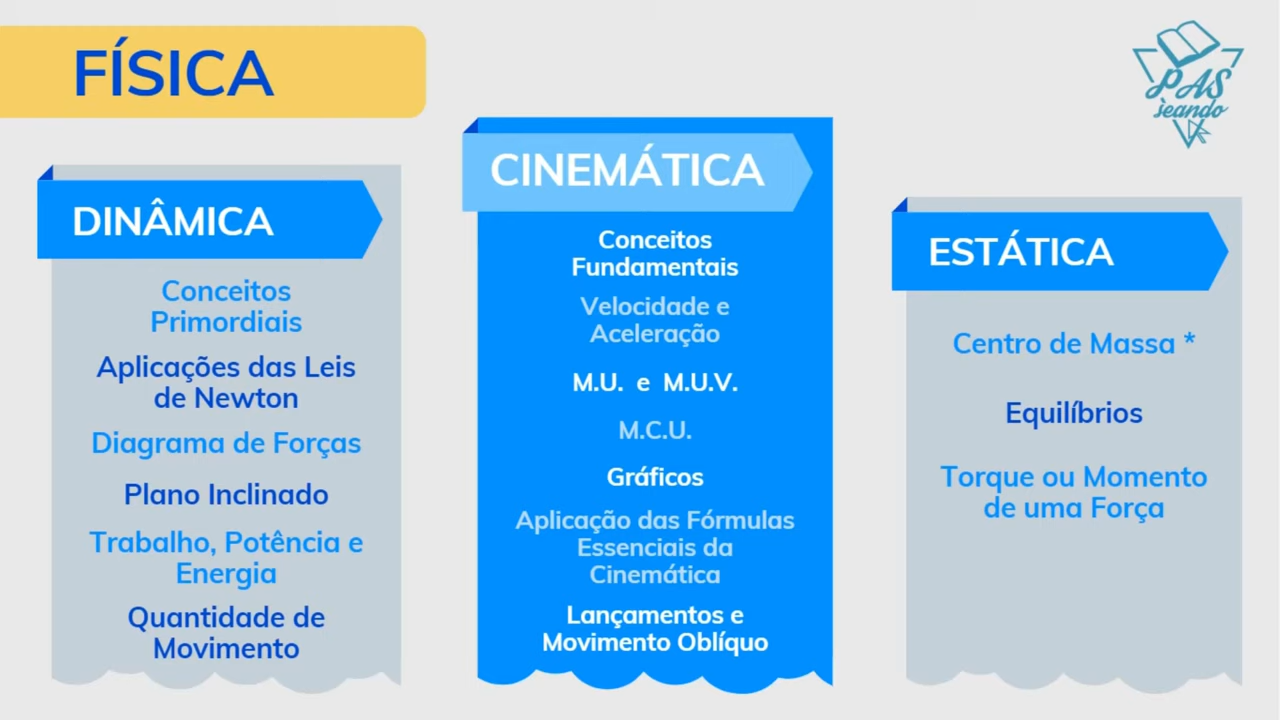 FÍSICA
PAS
seando
DINÂMICA
Conceitos
Primordiais
Aplicações das Leis
de Newton
Diagrama de Forças
Plano Inclinado
Trabalho, Potência e
Energia
Quantidade de
Movimento
CINEMÁTICA
Conceitos
Fundamentais
Velocidade e
Aceleração
M.U. e M.U.V.
M.C.U.
Gráficos
Aplicação das Fórmulas
Essenciais da
Cinemática
Lançamentos e
Movimento Oblíquo
ESTÁTICA
Centro de Massa *
Equilíbrios
Torque ou Momento
de uma Força